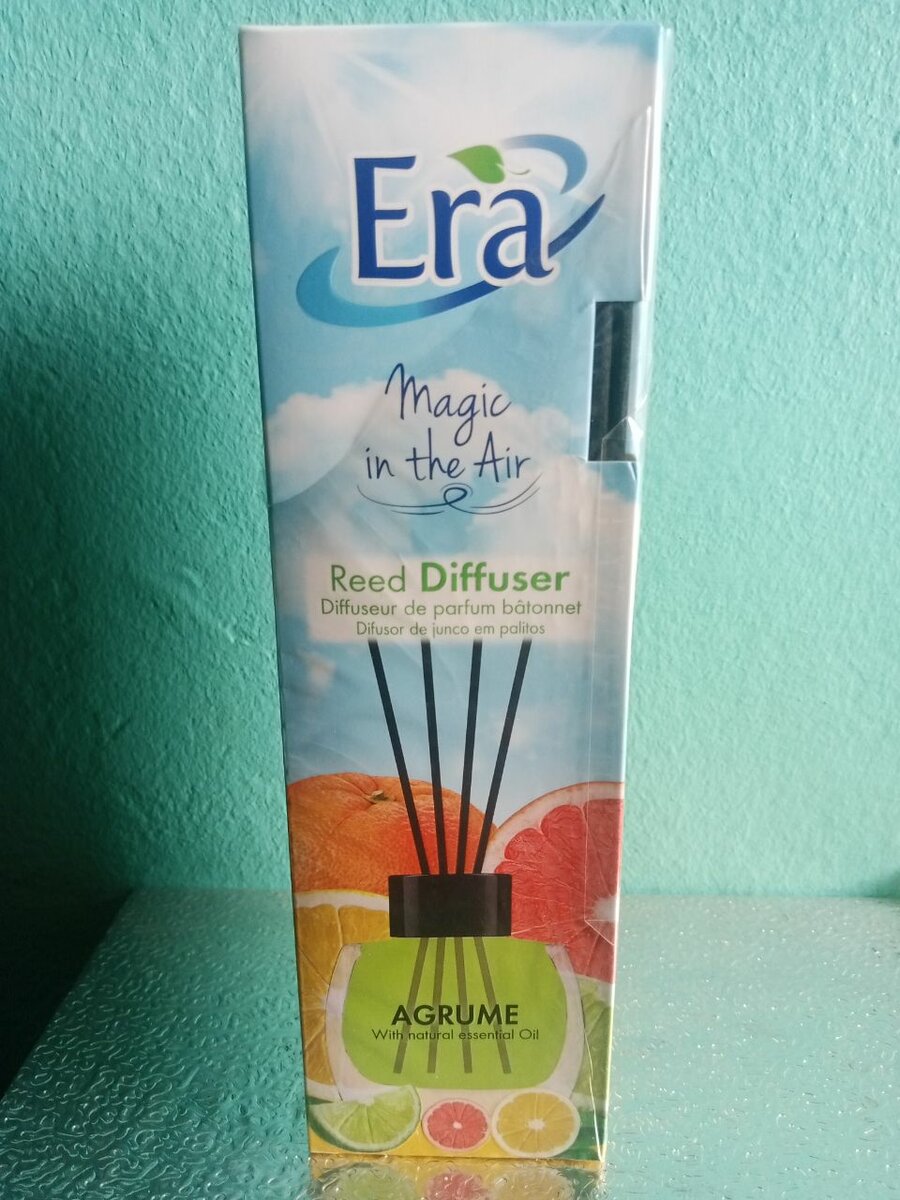 Era
Magic
in the Air
Reed Diffuser
Diffuseur de parfum bâtonnet
Difusor de junco em palitos
AGRUME
With natural essential Oil